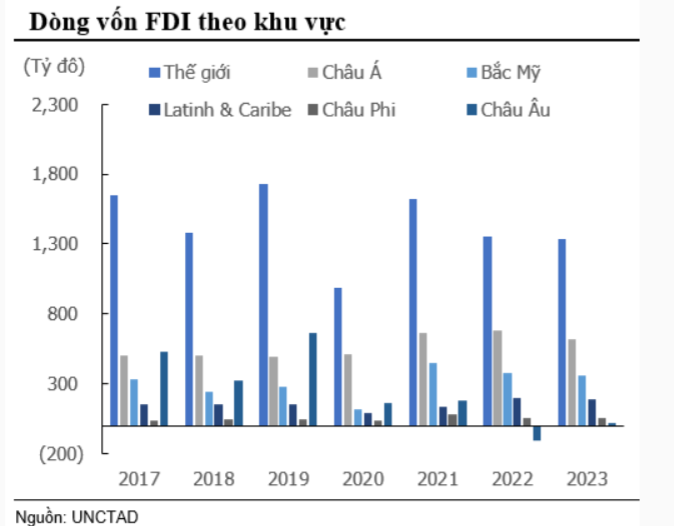 Dòng vốn FDI theo khu vực
(Tỷ đô)
Thế giới Châu Á Bắc Mỹ
Latinh & Caribe Châu Phi Châu Âu
2,300
1,800
1,300
800
300
(200)
2017 2018 2019 2020 2021 2022 2023
Nguồn: UNCTAD